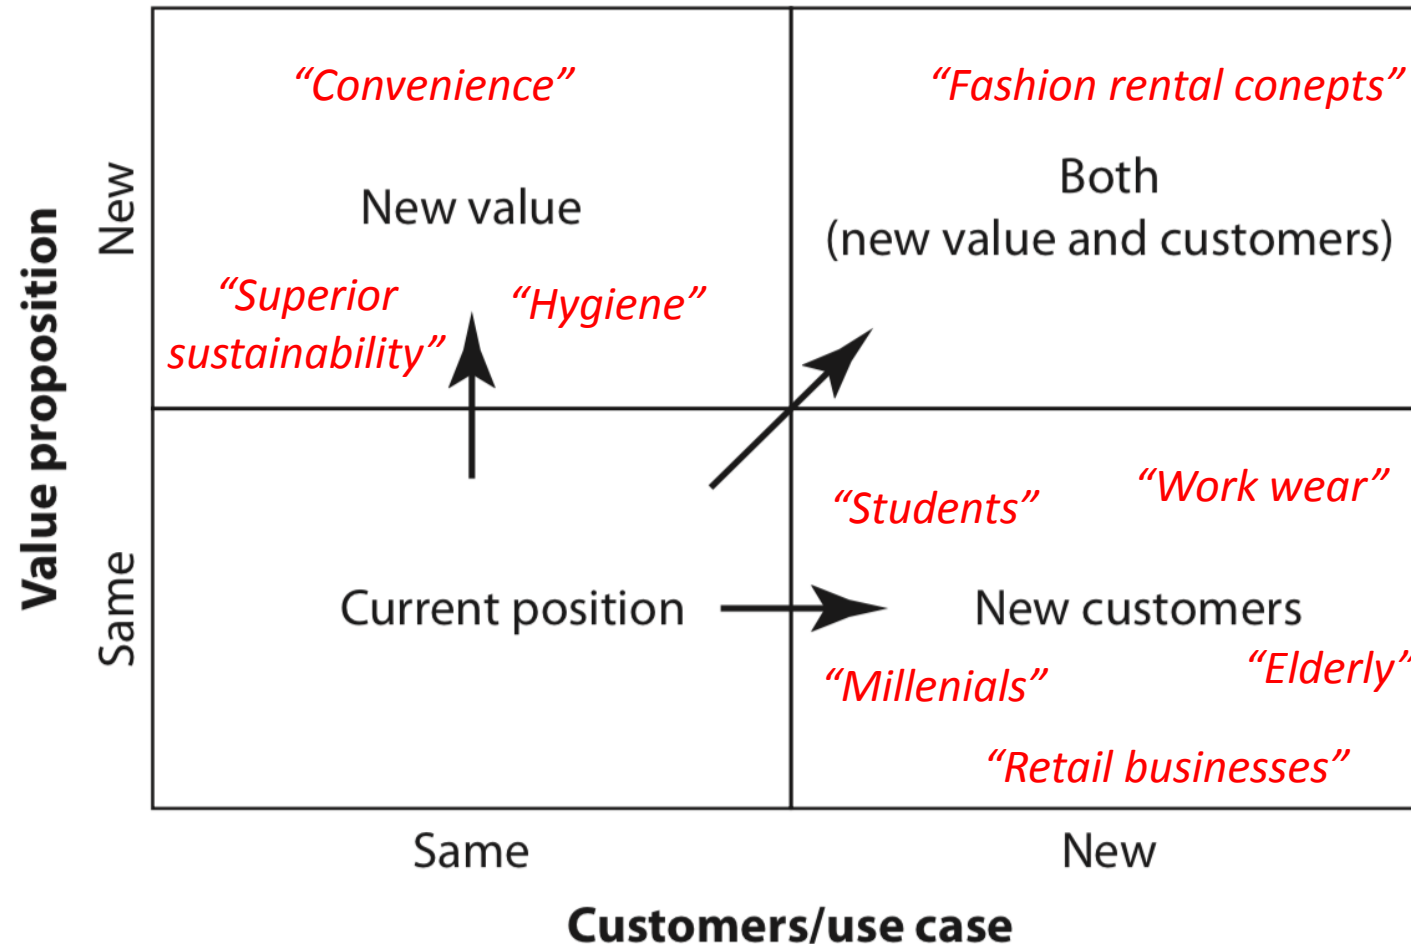 “Convenience”
“Fashion rental conepts”
New value
Both
(new value and customers)
“Superior
sustainability”
“Hygiene”
Value proposition
New
Same
Current position
“Students”
“Work wear”
New customers
“Millenials”
“Elderly”
“Retail businesses”
Same
New
Customers/use case